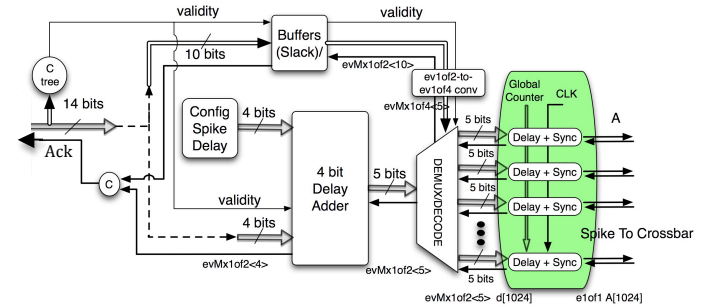 validity
validity
Buffers
(Slack)/
10 bits
evMx1of2<10>
C
tree
ev1of2-to-
ev1of4 conv
evMx1of4<5>
Global
Counter
CLK
14 bits
Ack
Config
Spike
Delay
4 bits
4 bit
Delay
Adder
5 bits
DEMUX/DECODE
5 bits
5 bits
5 bits
5 bits
Delay + Sync
Delay + Sync
Delay + Sync
Delay + Sync
A
C
validity
4 bits
Spike To Crossbar
evMx1of2<4>
evMx1of2<5>
evMx1of2<5> d[1024]
e1of1 A[1024]